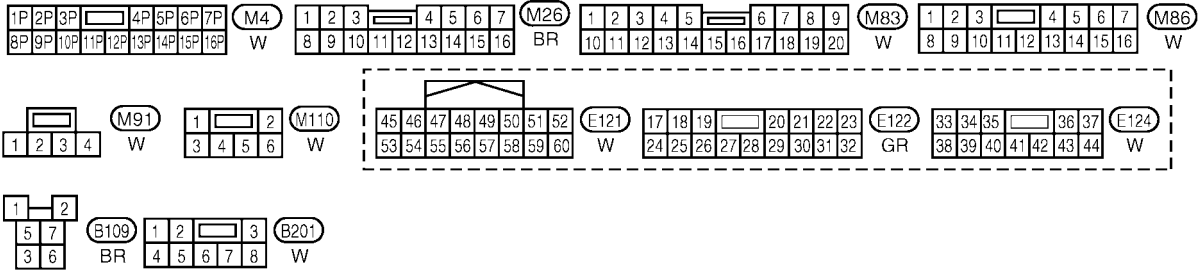 1P 2P 3P 4P 5P 6P 7P M4
8P 9P 10P 11P 12P 13P 14P 15P 16P W
1 2 3 4 5 6 7 M26
8 9 10 11 12 13 14 15 16 BR
1 2 3 4 5 6 7 8 9 M83
10 11 12 13 14 15 16 17 18 19 20 W
1 2 3 4 5 6 7 M86
8 9 10 11 12 13 14 15 16 W
M91
1 2 3 4 W
1 2 M110
3 4 5 6 W
45 46 47 48 49 50 51 52 E121
53 54 55 56 57 58 59 60 W
17 18 19 20 21 22 23 E122
24 25 26 27 28 29 30 31 32 GR
33 34 35 36 37 E124
38 39 40 41 42 43 44 W
1 2
5 7 B109
3 6 BR
1 2 3 B201
4 5 6 7 8 W